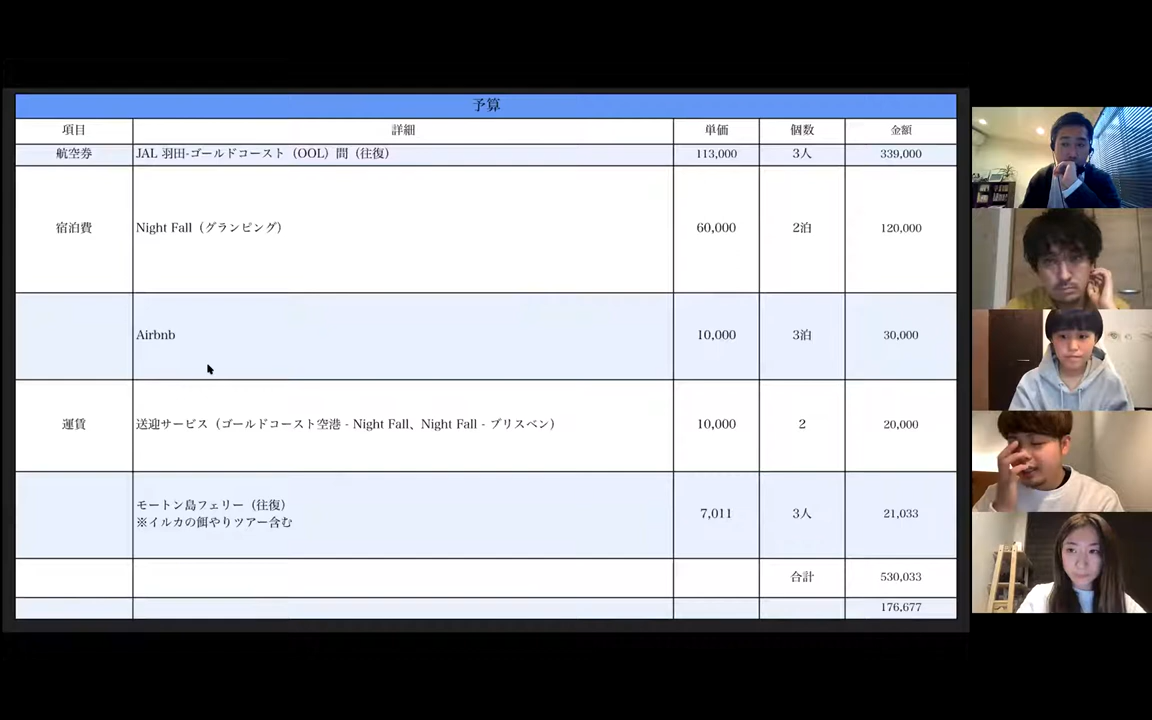 予算
項目 詳細 単価 個数 金額
航空券 JAL 羽田-ゴールドコースト（OOL）間（往復） 113,000 3人 339,000
宿泊費 Night Fall（グランピング） 60,000 2泊 120,000
Airbnb 10,000 3泊 30,000
運賃 送迎サービス（ゴールドコースト空港 - Night Fall、Night Fall - ブリスベン） 10,000 2 20,000
モートン島フェリー（往復）
※イルカの餌やりツアー含む 7,011 3人 21,033
合計 530,033
176,677